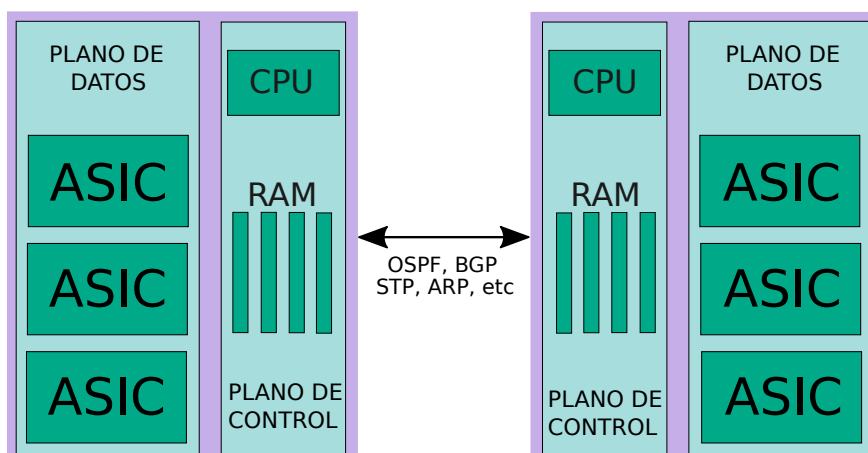 PLANO DE
DATOS
ASIC
ASIC
ASIC
CPU
RAM
PLANO DE
CONTROL
OSPF, BGP
STP, ARP, etc
CPU
RAM
PLANO DE
CONTROL
PLANO DE
DATOS
ASIC
ASIC
ASIC